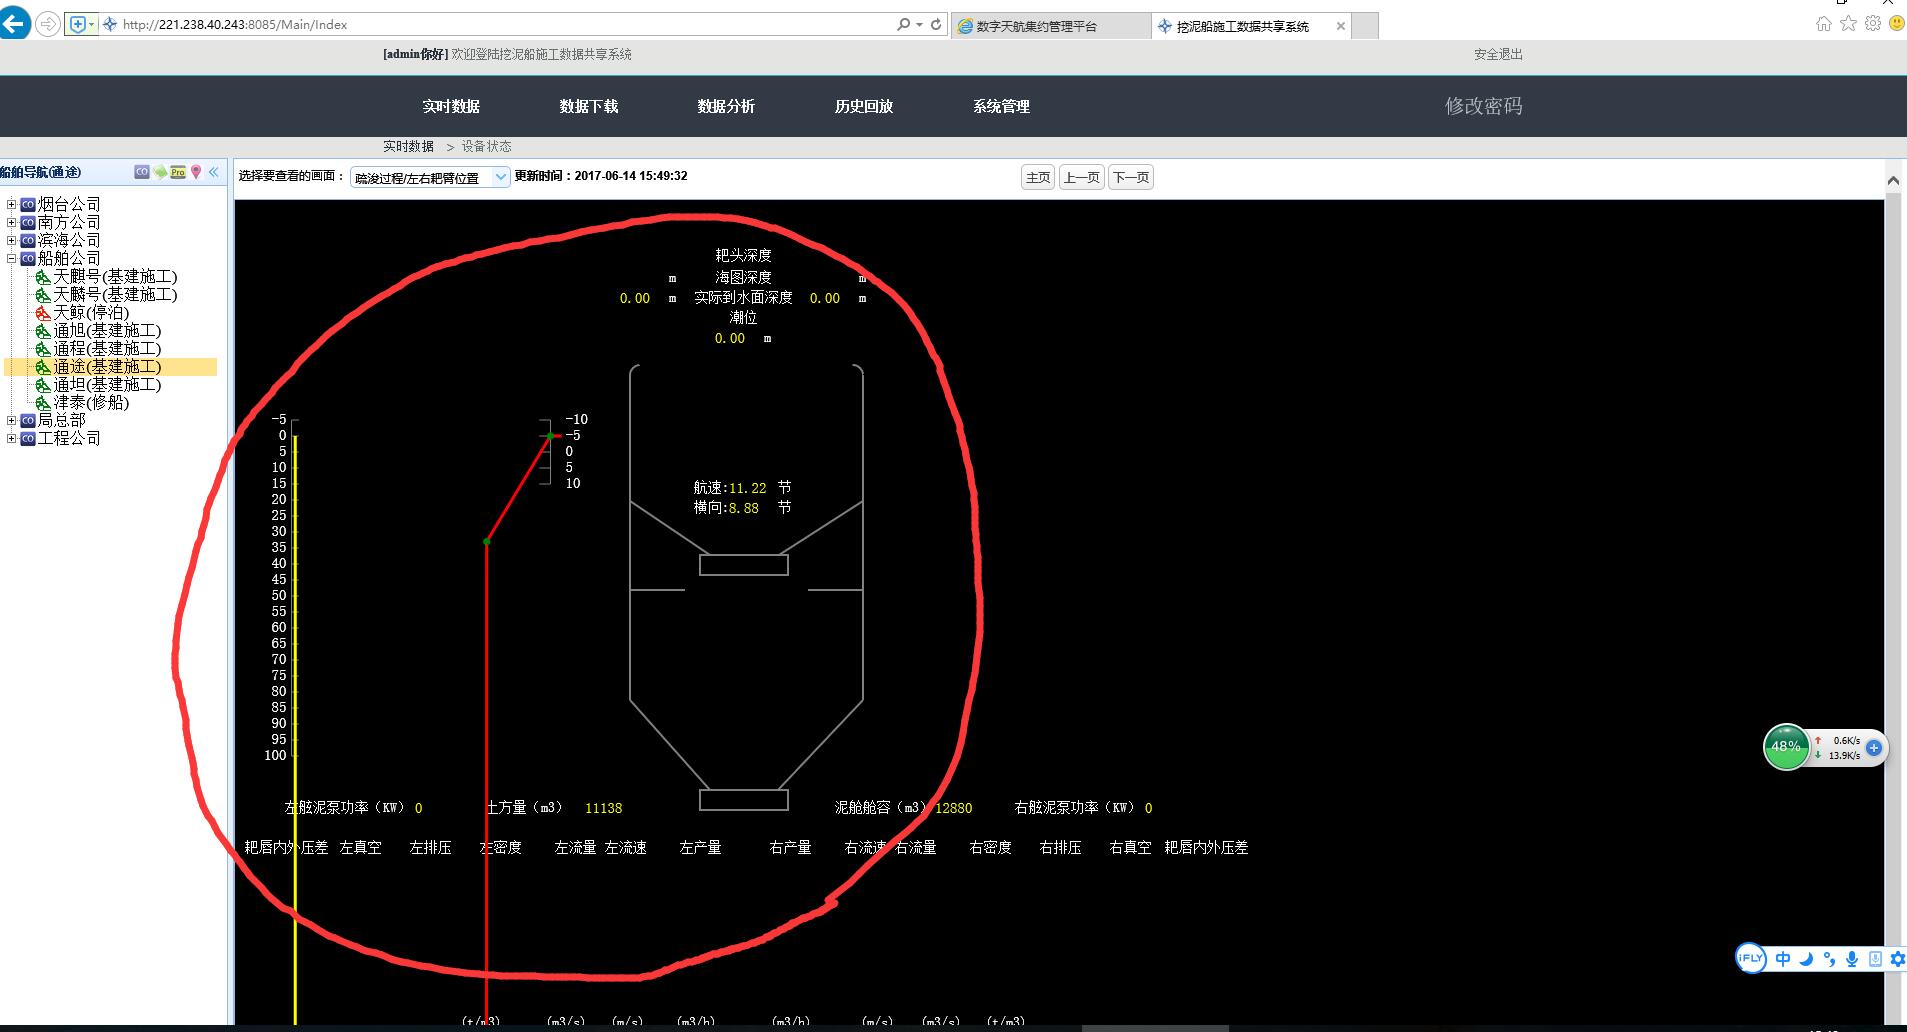 http://221.238.40.243:8085/Main/Index
数字天航集约管理平台
挖泥船施工数据共享系统
[admin你好] 欢迎登陆挖泥船施工数据共享系统
安全退出
实时数据 数据下载 数据分析 历史回放 系统管理
修改密码
实时数据 > 设备状态
船舶导航(通途)
CO
Pro
«
选择要查看的画面：
疏浚过程/左右耙臂位置
更新时间：2017-06-14 15:49:32
主页 上一页 下一页
CO 烟台公司
CO 南方公司
CO 滨海公司
CO 船舶公司
天麒号(基建施工)
天麟号(基建施工)
天鲸(停泊)
通旭(基建施工)
通程(基建施工)
通途(基建施工)
通坦(基建施工)
津泰(修船)
CO 局总部
CO 工程公司
耙头深度
m 海图深度 m
0.00 m 实际到水面深度 0.00 m
潮位
0.00 m
-5
0
5
10
15
20
25
30
35
40
45
50
55
60
65
70
75
80
85
90
95
100
-10
-5
0
5
10
航速:11.22 节
横向:8.88 节
左舷泥泵功率（KW） 0
土方量（m3） 11138
泥舱舱容（m3） 12880
右舷泥泵功率（KW） 0
耙唇内外压差 左真空 左排压 左密度 左流量 左流速 左产量 右产量 右流速 右流量 右密度 右排压 右真空 耙唇内外压差
(t/m3) (m3/s) (m/s) (m3/h) (m3/h) (m/s) (m3/s) (t/m3)
48%
0.6K/s
13.9K/s
iFLY 中